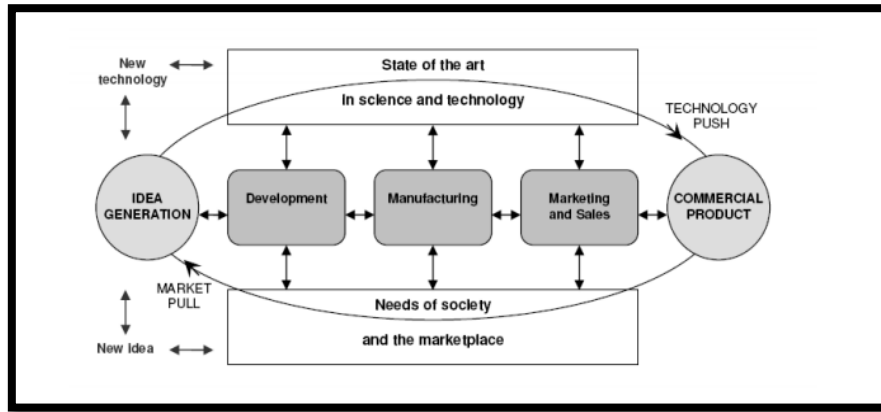 New
technology
State of the art
In science and technology
TECHNOLOGY
PUSH
IDEA
GENERATION
Development
Manufacturing
Marketing
and Sales
COMMERCIAL
PRODUCT
MARKET
PULL
Needs of society
and the marketplace
New Idea